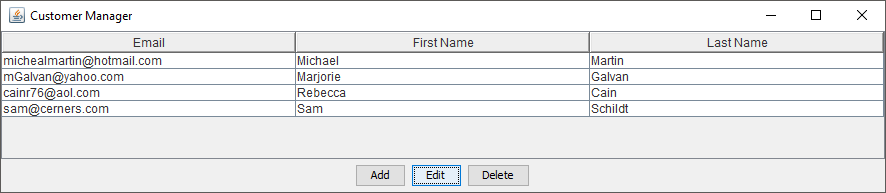 Customer Manager
Email First Name Last Name
michealmartin@hotmail.com Michael Martin
mGalvan@yahoo.com Marjorie Galvan
cainr76@aol.com Rebecca Cain
sam@cerners.com Sam Schildt
Add Edit Delete